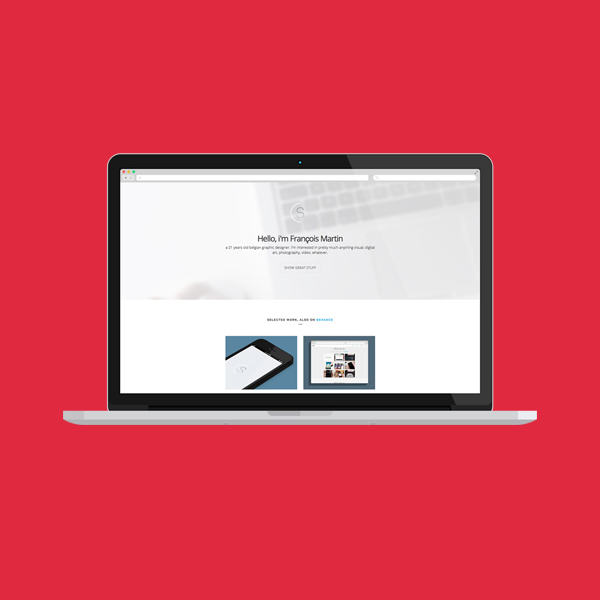 S
Hello, i'm François Martin
a 21 years old belgian graphic designer. I'm interested in pretty much anything visual: digital
art, photography, video, whatever.
SHOW GREAT STUFF
SELECTED WORK, ALSO ON BEHANCE